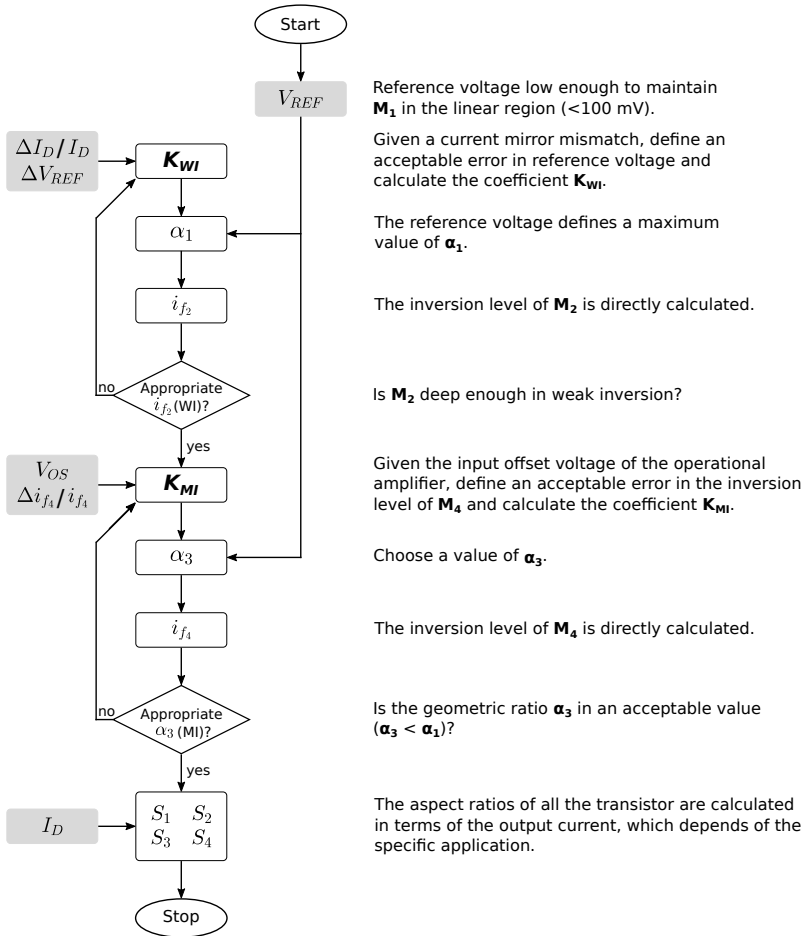 Start
V_REF
Reference voltage low enough to maintain
M₁ in the linear region (<100 mV).
ΔI_D/I_D
ΔV_REF
K_WI
Given a current mirror mismatch, define an
acceptable error in reference voltage and
calculate the coefficient K_WI.
α₁
The reference voltage defines a maximum
value of α₁.
i_f₂
The inversion level of M₂ is directly calculated.
no
Appropriate
i_f₂(WI)?
Is M₂ deep enough in weak inversion?
yes
V_OS
Δi_f₄/i_f₄
K_MI
Given the input offset voltage of the operational
amplifier, define an acceptable error in the inversion
level of M₄ and calculate the coefficient K_MI.
α₃
Choose a value of α₃.
i_f₄
The inversion level of M₄ is directly calculated.
no
Appropriate
α₃(MI)?
Is the geometric ratio α₃ in an acceptable value
(α₃ < α₁)?
yes
I_D
S₁ S₂
S₃ S₄
The aspect ratios of all the transistor are calculated
in terms of the output current, which depends of the
specific application.
Stop